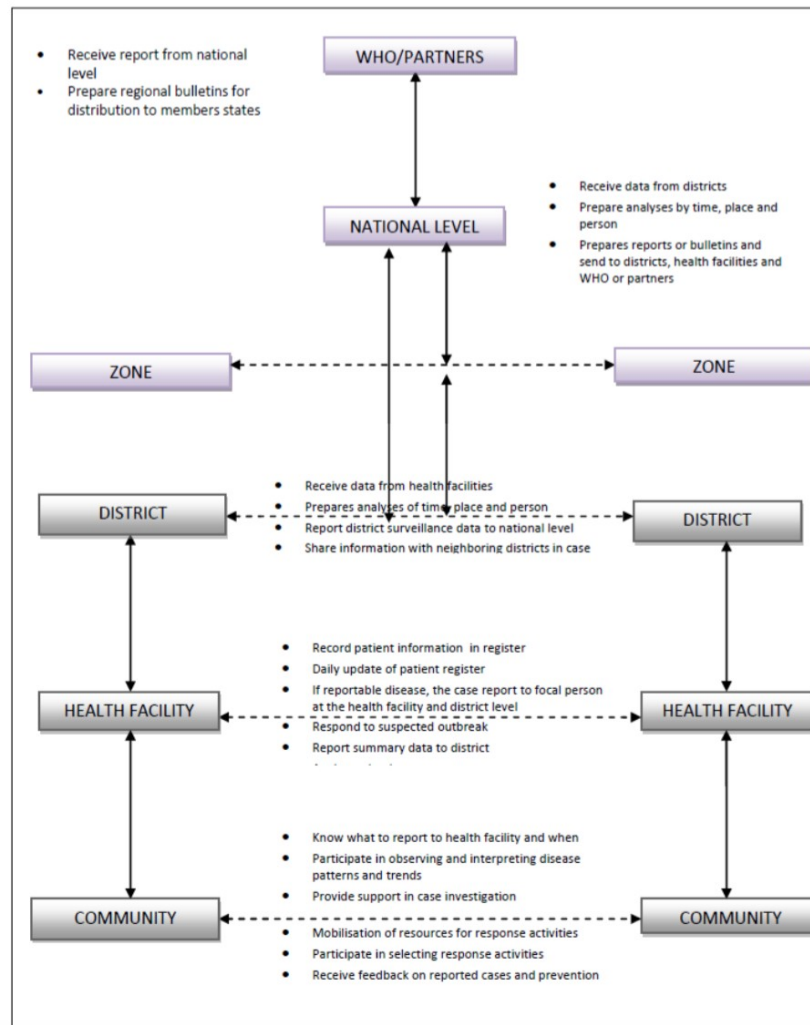 • Receive report from national
level
• Prepare regional bulletins for
distribution to members states
WHO/PARTNERS
NATIONAL LEVEL
• Receive data from districts
• Prepare analyses by time, place and
person
• Prepares reports or bulletins and
send to districts, health facilities and
WHO or partners
ZONE
ZONE
DISTRICT
• Receive data from health facilities
• Prepares analyses of time, place and person
• Report district surveillance data to national level
• Share information with neighboring districts in case
DISTRICT
• Record patient information in register
• Daily update of patient register
• If reportable disease, the case report to focal person
at the health facility and district level
HEALTH FACILITY
HEALTH FACILITY
• Respond to suspected outbreak
• Report summary data to district
• Know what to report to health facility and when
• Participate in observing and interpreting disease
patterns and trends
• Provide support in case investigation
COMMUNITY
COMMUNITY
• Mobilisation of resources for response activities
• Participate in selecting response activities
• Receive feedback on reported cases and prevention